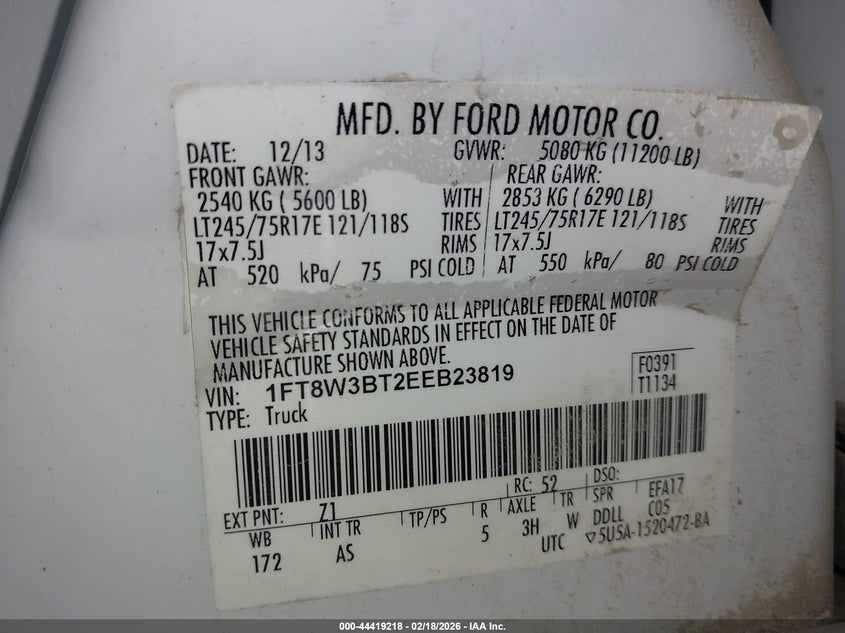 MFD. BY FORD MOTOR CO.
DATE: 12/13 GVWR: 5080 KG (11200 LB)
FRONT GAWR: REAR GAWR:
2540 KG ( 5600 LB) WITH 2853 KG ( 6290 LB) WITH
LT245/75R17E 121/118S TIRES LT245/75R17E 121/118S TIRES
17x7.5J RIMS 17x7.5J RIMS
AT 520 kPa/ 75 PSI COLD AT 550 kPa/ 80 PSI COLD
THIS VEHICLE CONFORMS TO ALL APPLICABLE FEDERAL MOTOR
VEHICLE SAFETY STANDARDS IN EFFECT ON THE DATE OF
MANUFACTURE SHOWN ABOVE.
VIN: 1FT8W3BT2EEB23819 F0391
TYPE: Truck T1134
EXT PNT: Z1 RC: 52 DSO:
WB INT TR TP/PS R AXLE TR SPR EFA17
172 AS 5 3H W DDLL C05
UTC ▽5U5A-1520472-BA
000-44419218 - 02/18/2026 - IAA Inc.